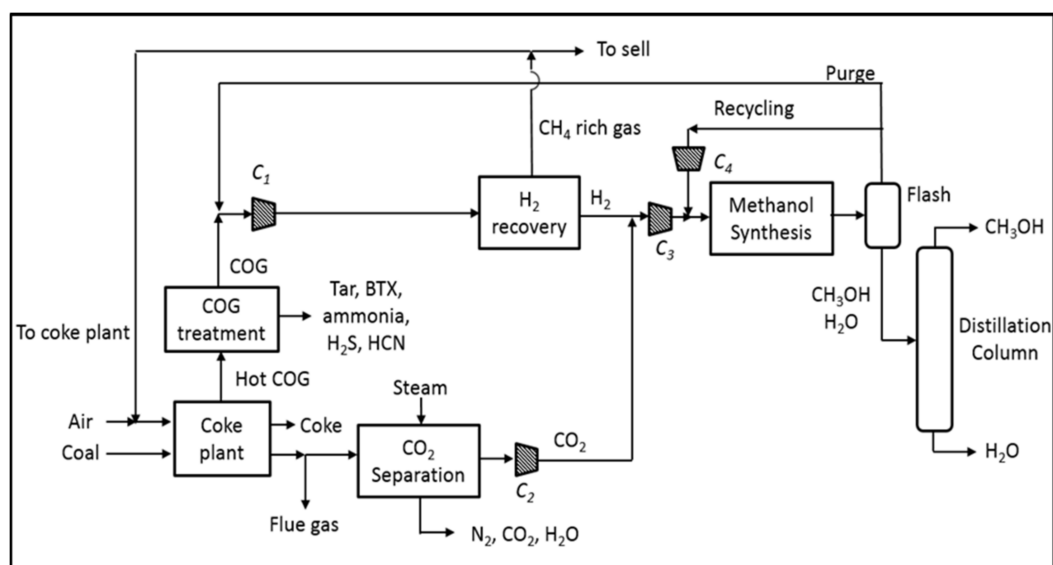 To sell
Purge
Recycling
CH₄ rich gas
C₁
C₄
H₂
recovery
H₂
C₃
Methanol
Synthesis
Flash
CH₃OH
COG
COG
treatment
Tar, BTX,
ammonia,
H₂S, HCN
CH₃OH
H₂O
Distillation
Column
To coke plant
Hot COG
Steam
Air
Coal
Coke
plant
Coke
CO₂
Separation
C₂
CO₂
H₂O
Flue gas
N₂, CO₂, H₂O